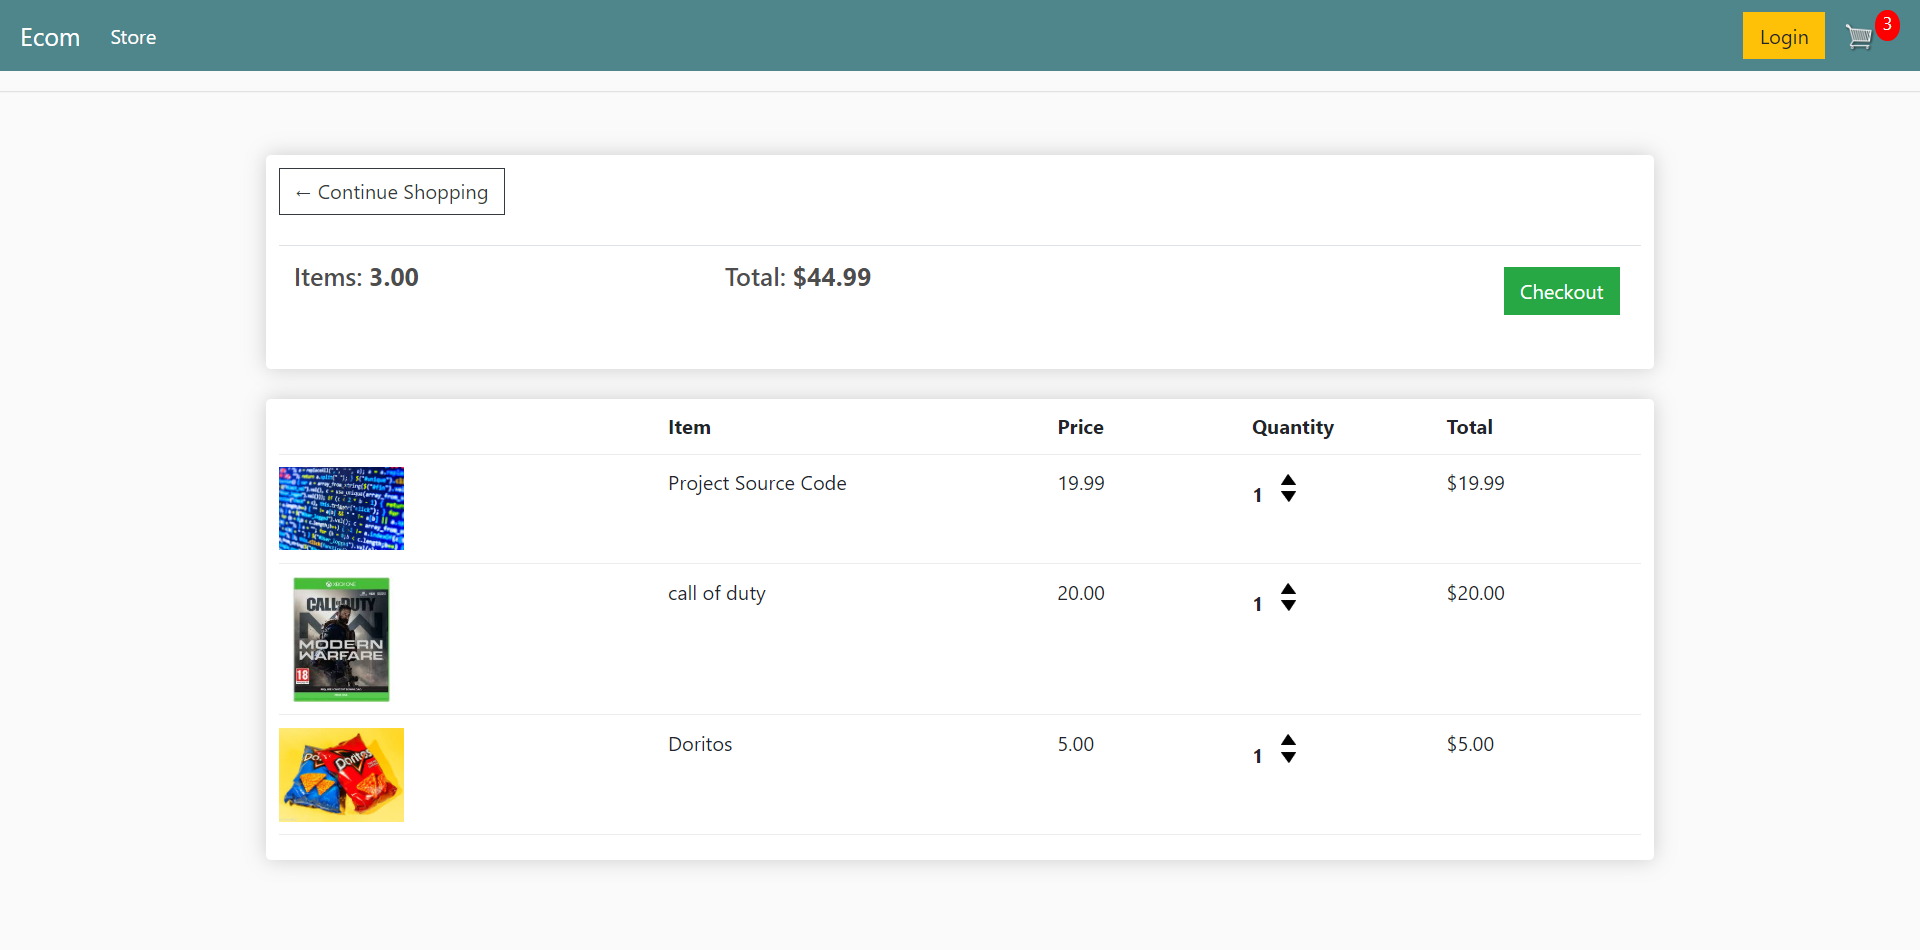 Ecom Store Login 3
← Continue Shopping
Items: 3.00 Total: $44.99 Checkout
Item Price Quantity Total
Project Source Code 19.99 1 $19.99
XBOX ONE
CALL OF DUTY
MODERN
WARFARE
18
call of duty 20.00 1 $20.00
Doritos
Doritos 5.00 1 $5.00